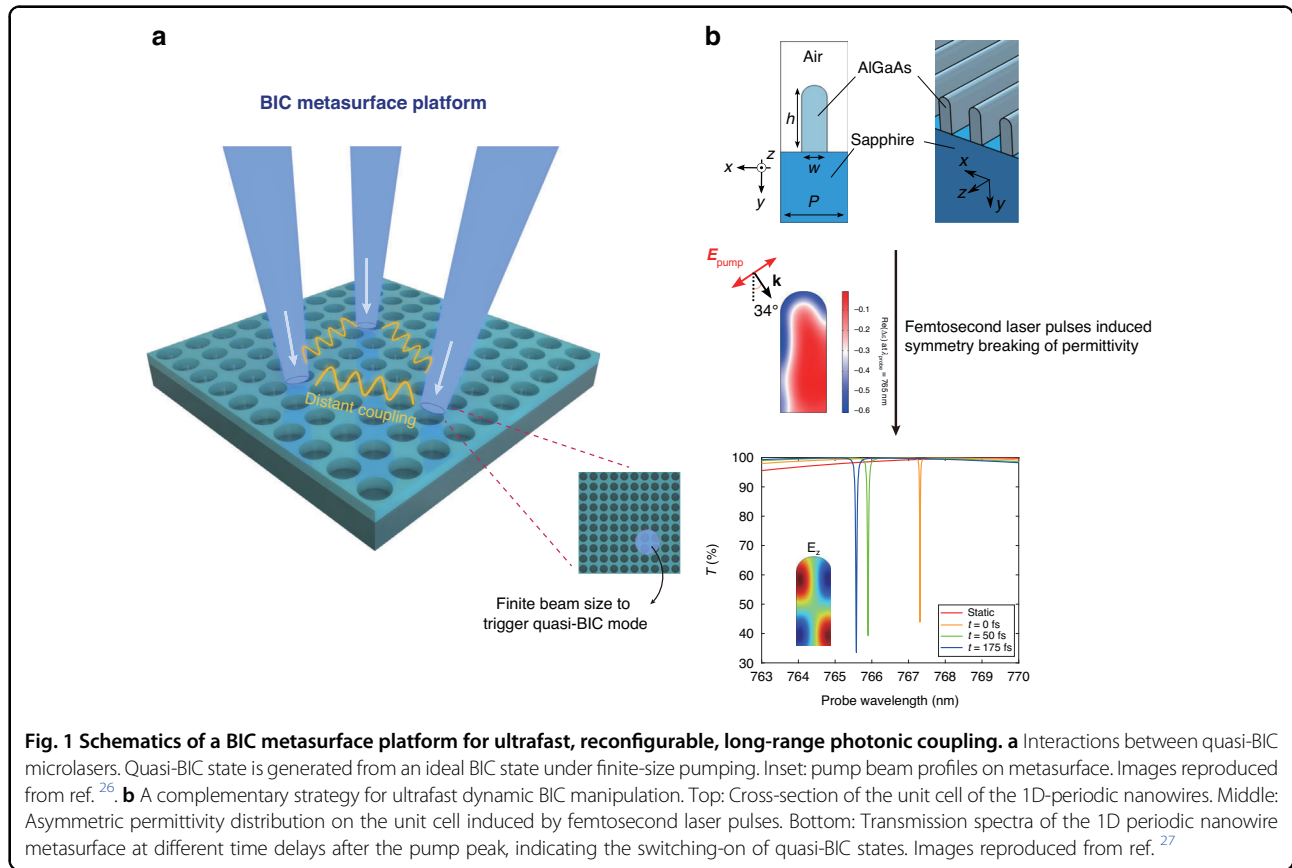 a
BIC metasurface platform
Distant coupling
Finite beam size to
trigger quasi-BIC mode
b
Air
AlGaAs
Sapphire
h
w
P
x
z
y
x
z
y
E_pump
k
34°
−0.1
−0.2
−0.3
−0.4
−0.5
−0.6
Re(Δε) at λ_probe = 765 nm
Femtosecond laser pulses induced
symmetry breaking of permittivity
100
90
80
70
60
50
40
30
T (%)
E_z
Static
t = 0 fs
t = 50 fs
t = 175 fs
763 764 765 766 767 768 769 770
Probe wavelength (nm)
Fig. 1 Schematics of a BIC metasurface platform for ultrafast, reconfigurable, long-range photonic coupling. a Interactions between quasi-BIC
microlasers. Quasi-BIC state is generated from an ideal BIC state under finite-size pumping. Inset: pump beam profiles on metasurface. Images reproduced
from ref. 26. b A complementary strategy for ultrafast dynamic BIC manipulation. Top: Cross-section of the unit cell of the 1D-periodic nanowires. Middle:
Asymmetric permittivity distribution on the unit cell induced by femtosecond laser pulses. Bottom: Transmission spectra of the 1D periodic nanowire
metasurface at different time delays after the pump peak, indicating the switching-on of quasi-BIC states. Images reproduced from ref. 27